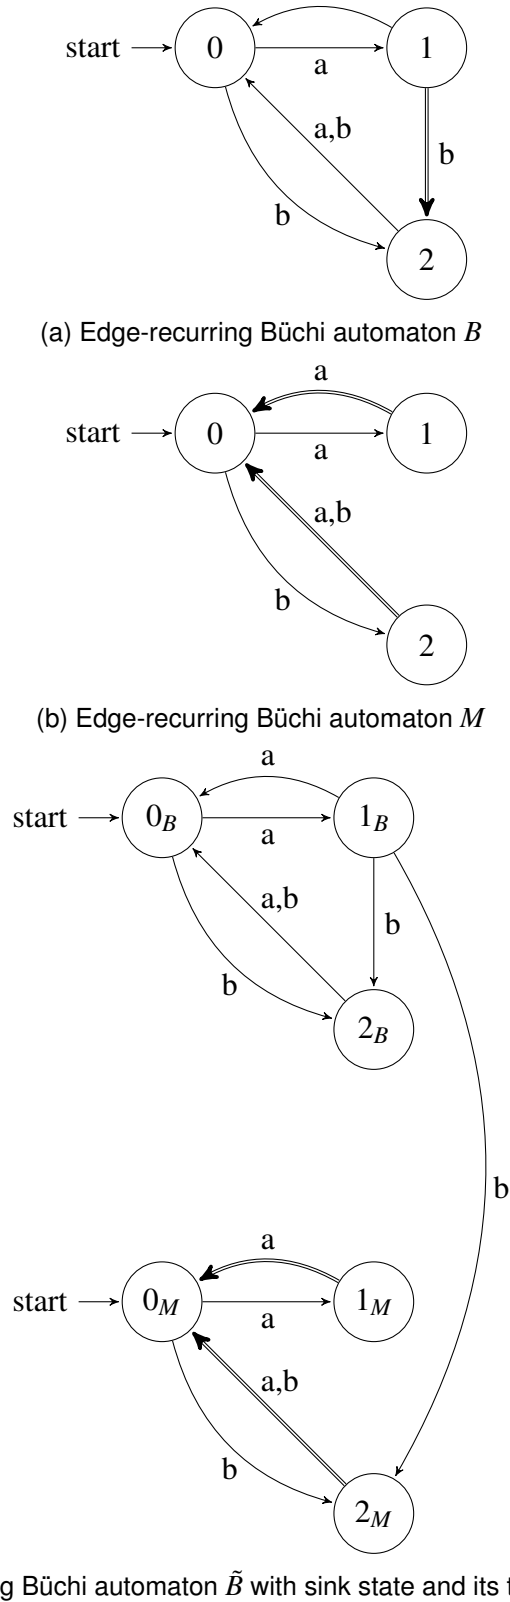 start
0
1
a
a,b
b
b
2
(a) Edge-recurring Büchi automaton B
a
start
0
1
a
a,b
b
2
(b) Edge-recurring Büchi automaton M
a
start
0B
1B
a
a,b
b
b
2B
b
a
start
0M
1M
a
a,b
b
2M
g Büchi automaton B̃ with sink state and its t